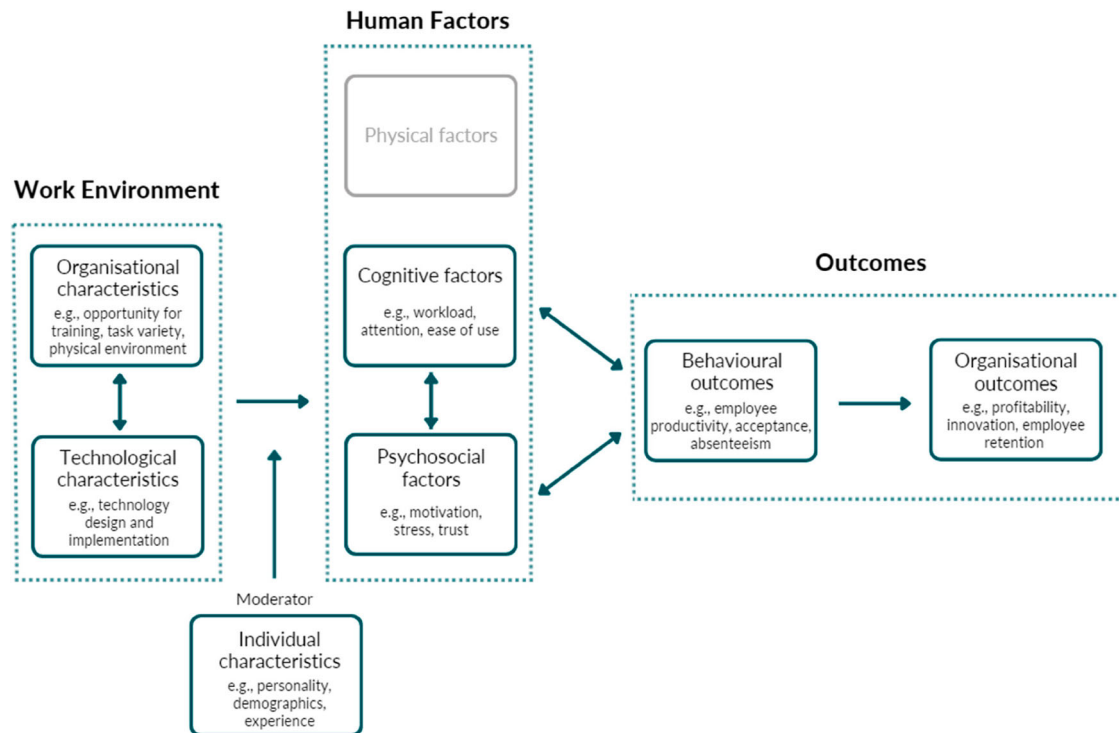 Human Factors
Physical factors
Work Environment
Organisational
characteristics
e.g., opportunity for
training, task variety,
physical environment
Technological
characteristics
e.g., technology
design and
implementation
Cognitive factors
e.g., workload,
attention, ease of use
Psychosocial
factors
e.g., motivation,
stress, trust
Moderator
Individual
characteristics
e.g., personality,
demographics,
experience
Outcomes
Behavioural
outcomes
e.g., employee
productivity, acceptance,
absenteeism
Organisational
outcomes
e.g., profitability,
innovation, employee
retention